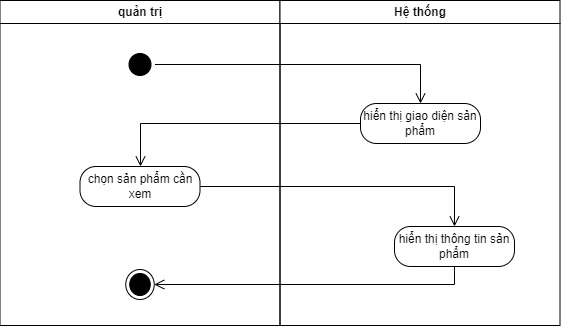 quản trị
Hệ thống
hiển thị giao diện sản
phẩm
chọn sản phẩm cần
xem
hiển thị thông tin sản
phẩm